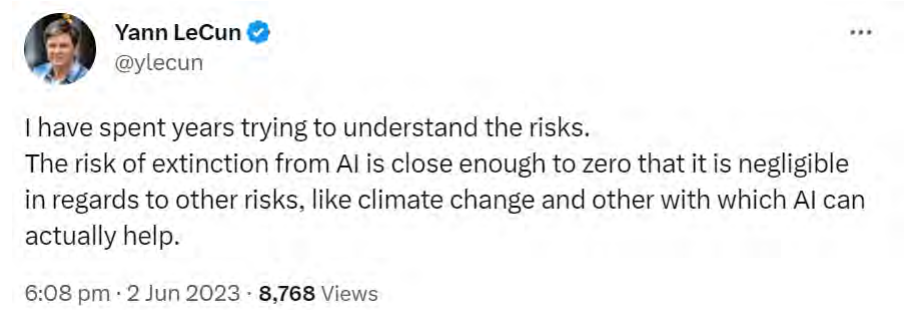 Yann LeCun
@ylecun
I have spent years trying to understand the risks.
The risk of extinction from AI is close enough to zero that it is negligible
in regards to other risks, like climate change and other with which AI can
actually help.
6:08 pm · 2 Jun 2023 · 8,768 Views